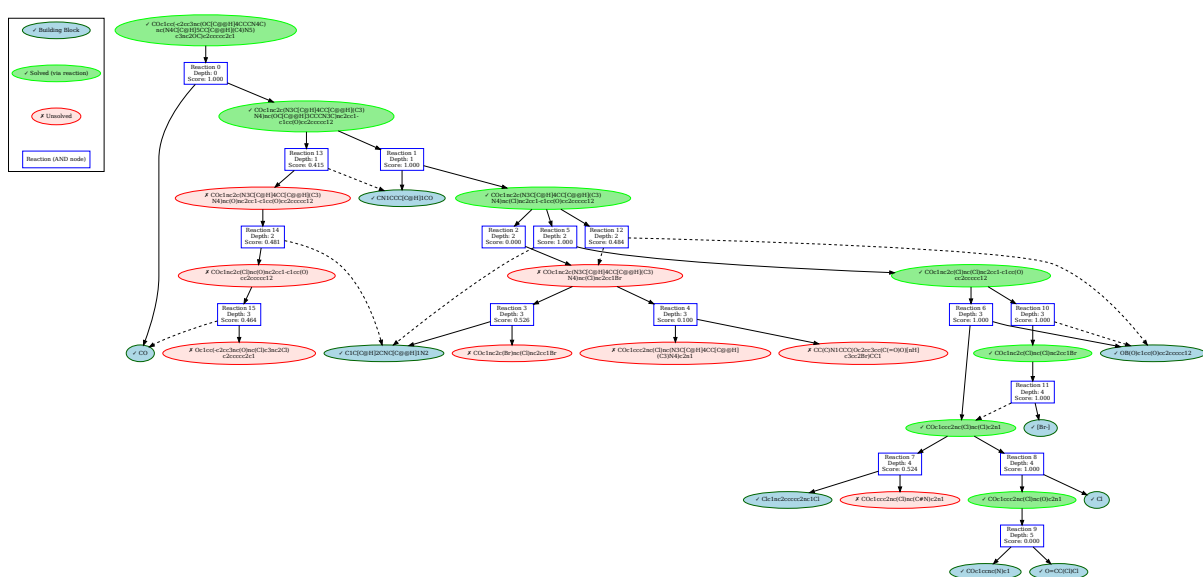 ✓ Building Block
✓ Solved (via reaction)
✗ Unsolved
Reaction (AND node)
✓ COc1cc(-c2cc3nc(OC[C@@H]4CCCN4C)
nc(N4C[C@H]5CC[C@@H](C4)N5)
c3nc2OC)c2ccccc2c1
Reaction 0
Depth: 0
Score: 1.000
✓ COc1nc2c(N3C[C@H]4CC[C@@H](C3)
N4)nc(OC[C@@H]3CCCN3C)nc2cc1-
c1cc(O)cc2ccccc12
Reaction 13
Depth: 1
Score: 0.415
Reaction 1
Depth: 1
Score: 1.000
✗ COc1nc2c(N3C[C@H]4CC[C@@H](C3)
N4)nc(O)nc2cc1-c1cc(O)cc2ccccc12
✓ CN1CCC[C@H]1CO
✓ COc1nc2c(N3C[C@H]4CC[C@@H](C3)
N4)nc(Cl)nc2cc1-c1cc(O)cc2ccccc12
Reaction 14
Depth: 2
Score: 0.481
Reaction 2
Depth: 2
Score: 0.000
Reaction 5
Depth: 2
Score: 1.000
Reaction 12
Depth: 2
Score: 0.484
✗ COc1nc2c(Cl)nc(O)nc2cc1-c1cc(O)
cc2ccccc12
✗ COc1nc2c(N3C[C@H]4CC[C@@H](C3)
N4)nc(Cl)nc2cc1Br
✓ COc1nc2c(Cl)nc(Cl)nc2cc1-c1cc(O)
cc2ccccc12
Reaction 15
Depth: 3
Score: 0.464
Reaction 3
Depth: 3
Score: 0.526
Reaction 4
Depth: 3
Score: 0.100
Reaction 6
Depth: 3
Score: 1.000
Reaction 10
Depth: 3
Score: 1.000
✓ CO
✗ Oc1cc(-c2cc3nc(O)nc(Cl)c3nc2Cl)
c2ccccc2c1
✓ C1C[C@H]2CNC[C@@H]1N2
✗ COc1nc2c(Br)nc(Cl)nc2cc1Br
✗ COc1ccc2nc(Cl)nc(N3C[C@H]4CC[C@@H]
(C3)N4)c2n1
✗ CC(C)N1CCC(Oc2cc3cc(C(=O)O)[nH]
c3cc2Br)CC1
✓ COc1nc2c(Cl)nc(Cl)nc2cc1Br
✓ OB(O)c1cc(O)cc2ccccc12
Reaction 11
Depth: 4
Score: 1.000
✓ COc1ccc2nc(Cl)nc(Cl)c2n1
✓ [Br-]
Reaction 7
Depth: 4
Score: 0.524
Reaction 8
Depth: 4
Score: 1.000
✓ Clc1nc2ccccc2nc1Cl
✗ COc1ccc2nc(Cl)nc(C#N)c2n1
✓ COc1ccc2nc(Cl)nc(O)c2n1
✓ Cl
Reaction 9
Depth: 5
Score: 0.000
✓ COc1ccnc(N)c1
✓ O=CC(Cl)Cl